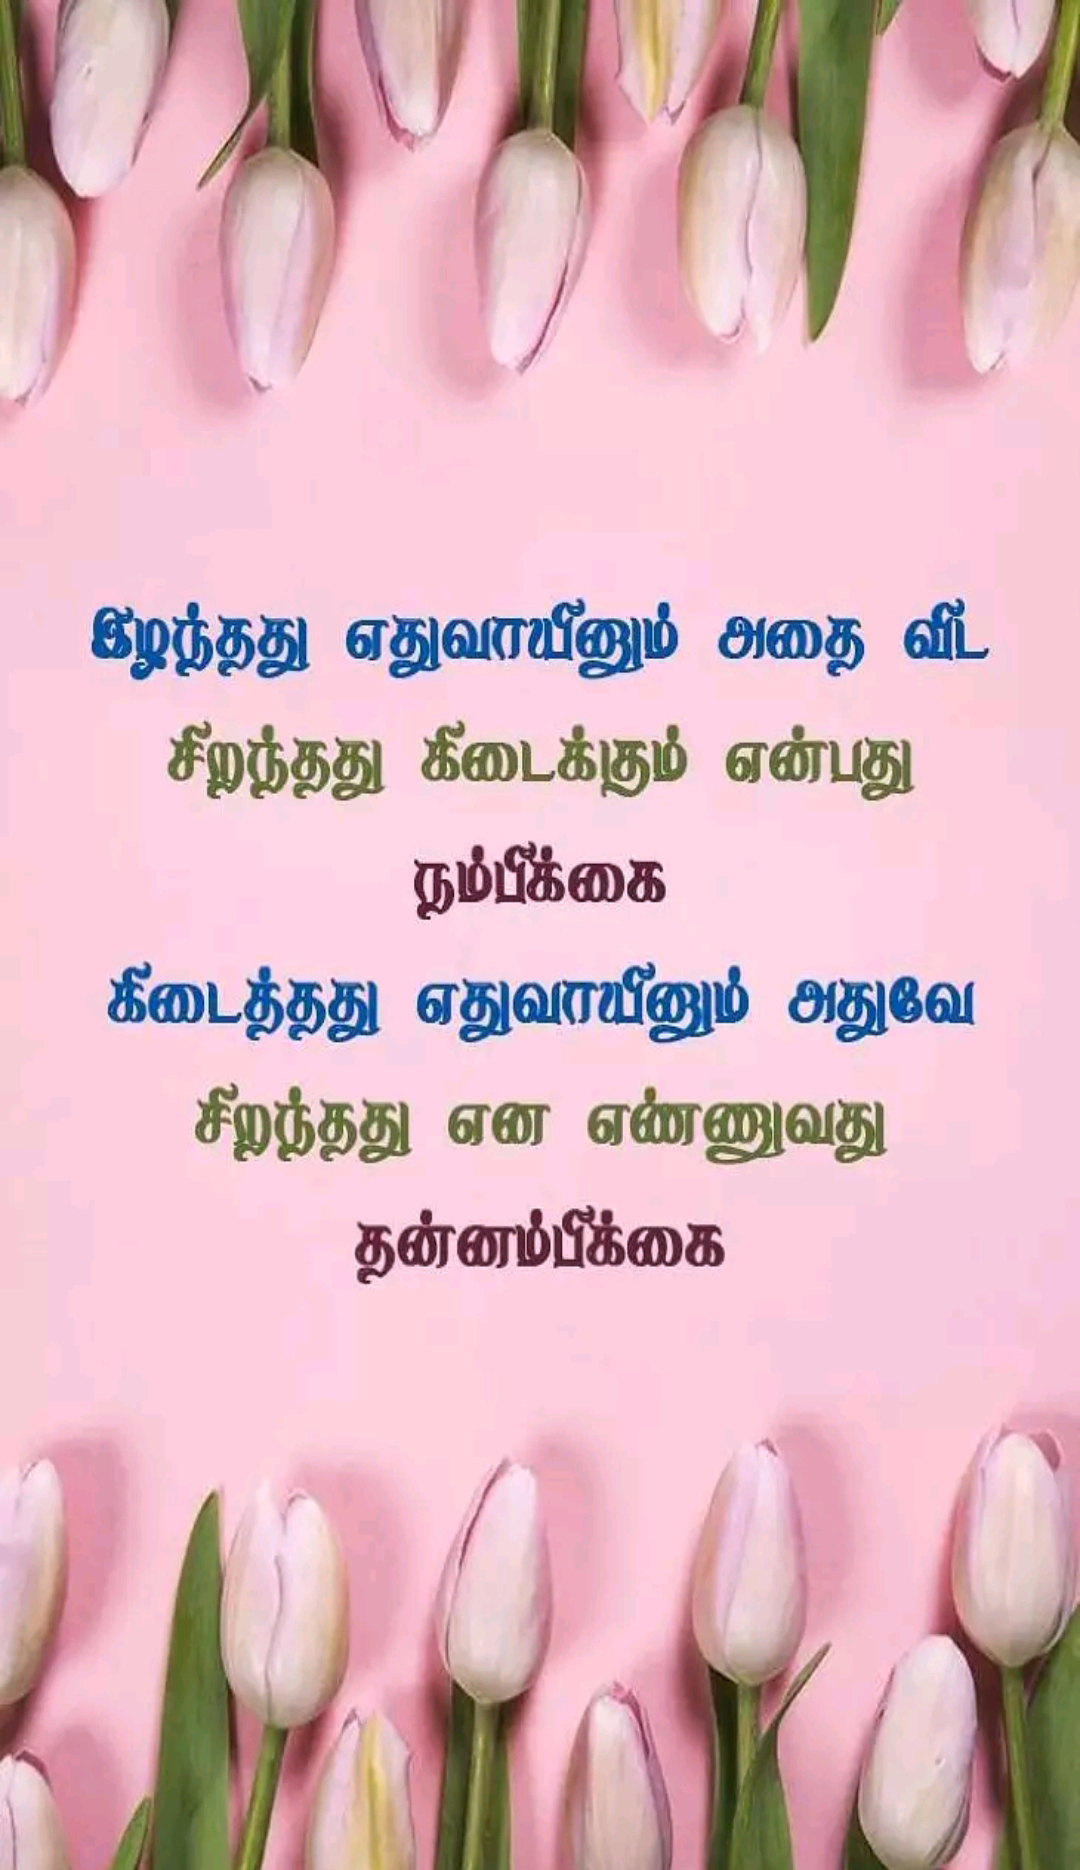 இழந்தது எதுவாயினும் அதை விட
சிறந்தது கிடைக்கும் என்பது
நம்பிக்கை
கிடைத்தது எதுவாயினும் அதுவே
சிறந்தது என எண்ணுவது
தன்னம்பிக்கை